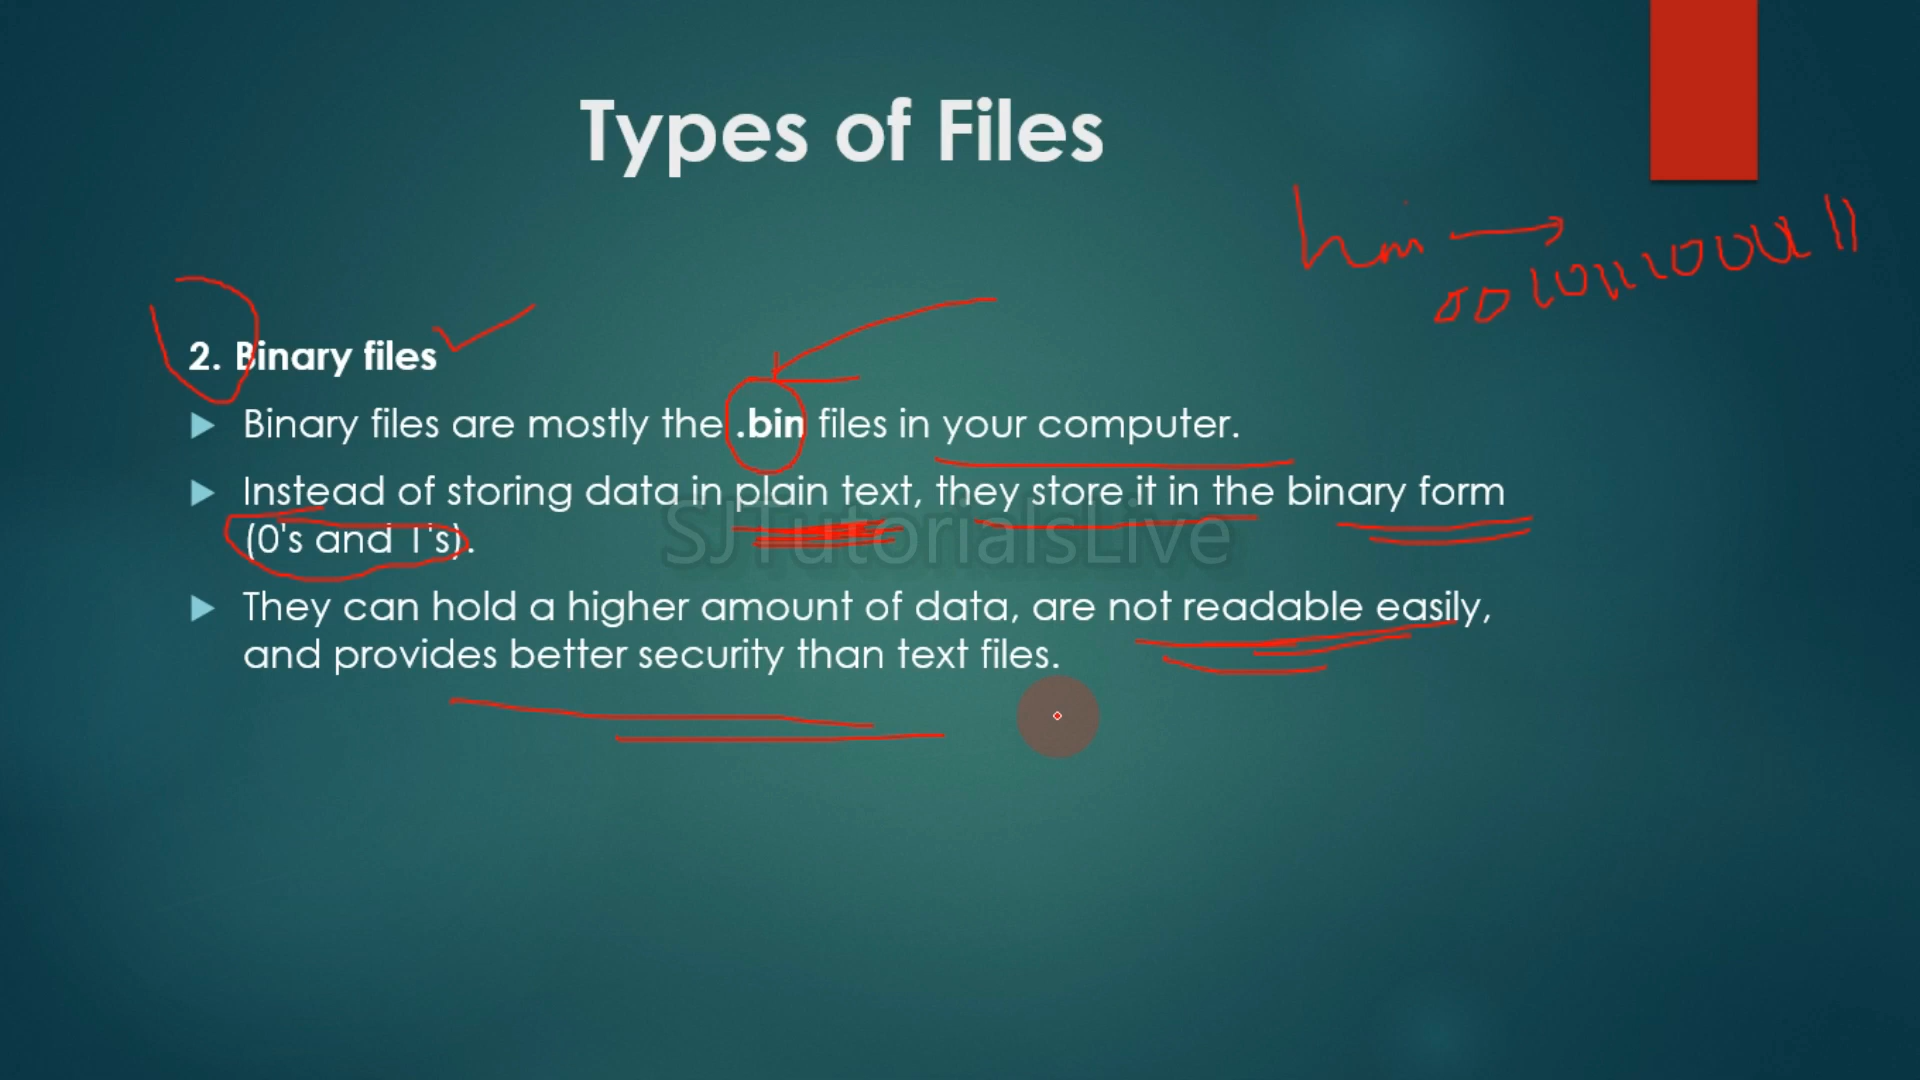 Types of Files
2. Binary files
Binary files are mostly the .bin files in your computer.
Instead of storing data in plain text, they store it in the binary form
(0's and 1's).
They can hold a higher amount of data, are not readable easily,
and provides better security than text files.
SJTutorialsLive